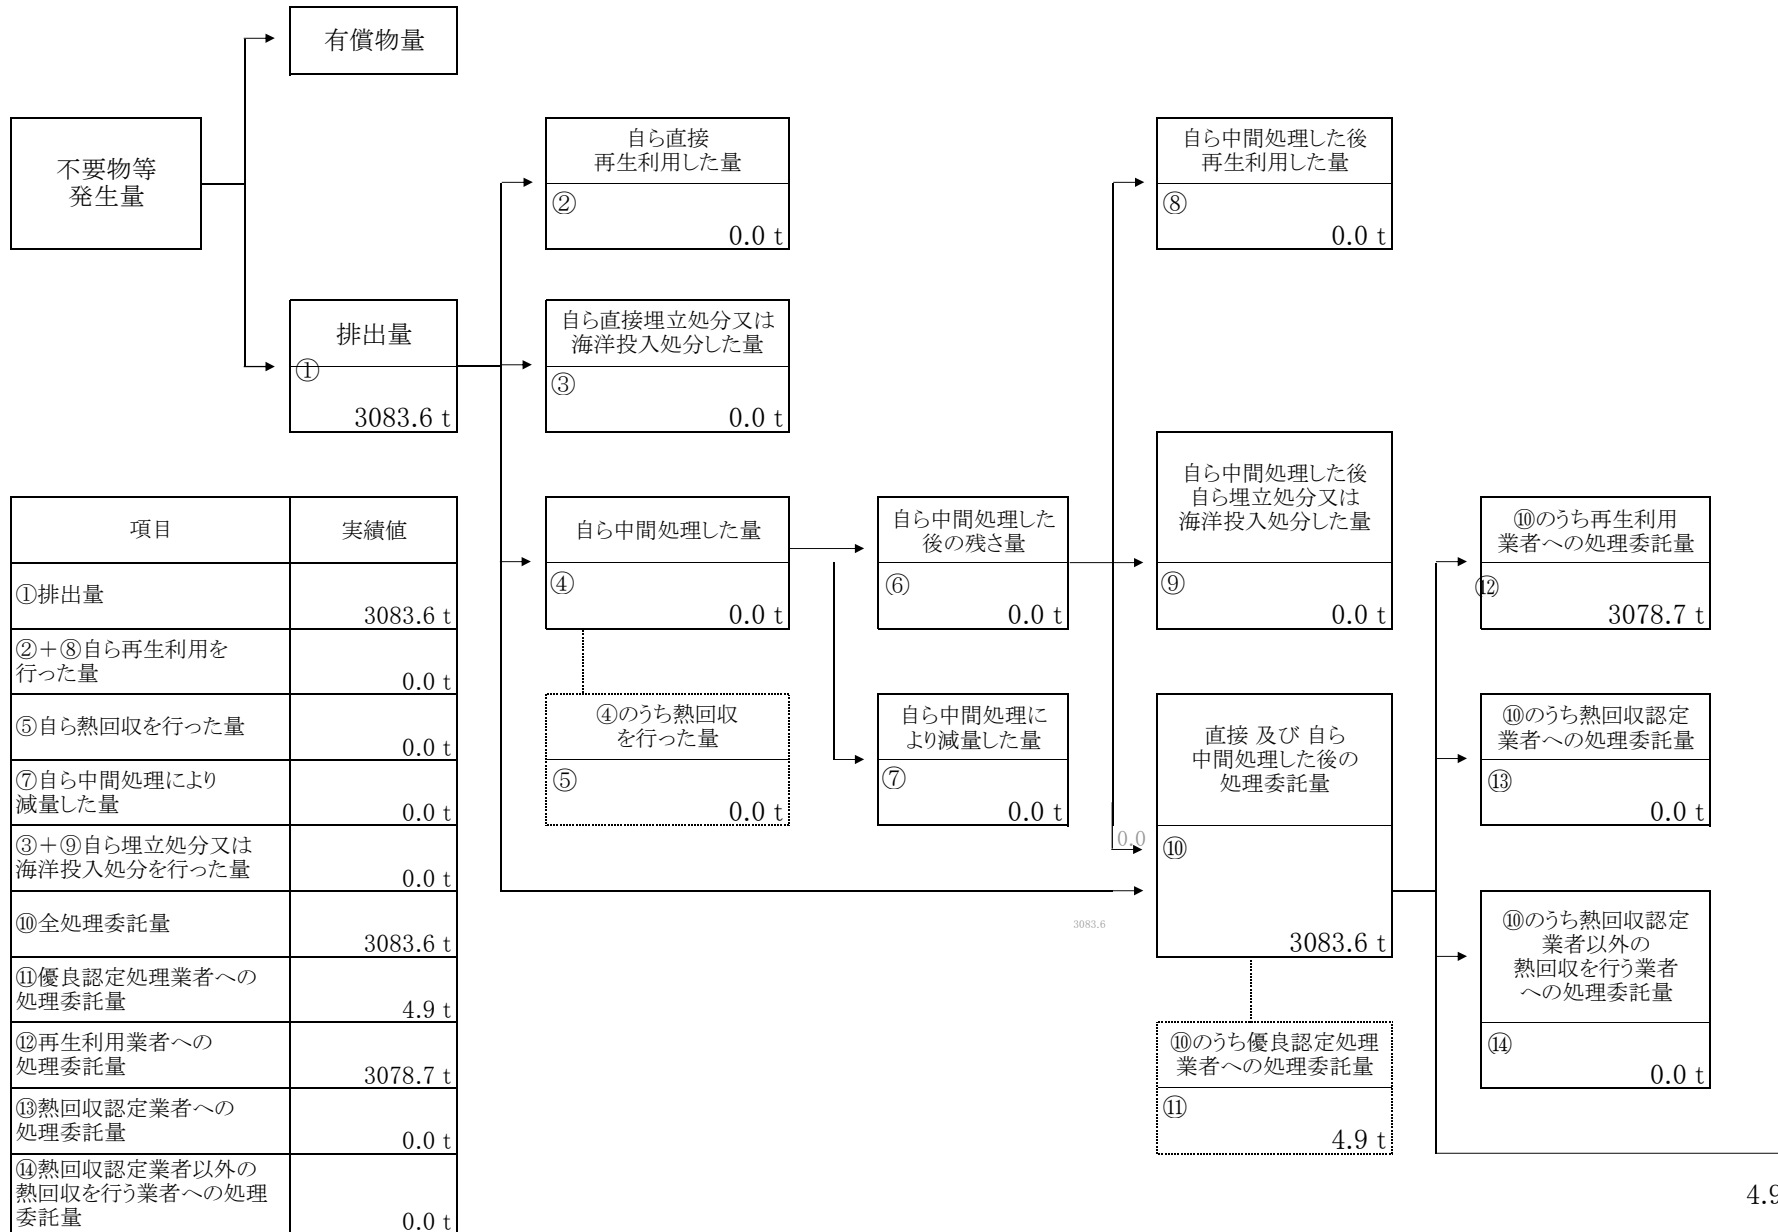 有償物量
不要物等
発生量
自ら直接
再生利用した量
②
0.0 t
自ら中間処理した後
再生利用した量
⑧
0.0 t
排出量
①
3083.6 t
自ら直接埋立処分又は
海洋投入処分した量
③
0.0 t
自ら中間処理した量
④
0.0 t
自ら中間処理した
後の残さ量
⑥
0.0 t
自ら中間処理した後
自ら埋立処分又は
海洋投入処分した量
⑨
0.0 t
⑩のうち再生利用
業者への処理委託量
⑫
3078.7 t
④のうち熱回収
を行った量
⑤
0.0 t
自ら中間処理に
より減量した量
⑦
0.0 t
0.0
直接 及び 自ら
中間処理した後の
処理委託量
⑩
3083.6 t
3083.6
⑩のうち熱回収認定
業者への処理委託量
⑬
0.0 t
⑩のうち熱回収認定
業者以外の
熱回収を行う業者
への処理委託量
⑭
0.0 t
⑩のうち優良認定処理
業者への処理委託量
⑪
4.9 t
4.9
項目 実績値
①排出量
3083.6 t
②+⑧自ら再生利用を
行った量
0.0 t
⑤自ら熱回収を行った量
0.0 t
⑦自ら中間処理により
減量した量
0.0 t
③+⑨自ら埋立処分又は
海洋投入処分を行った量
0.0 t
⑩全処理委託量
3083.6 t
⑪優良認定処理業者への
処理委託量
4.9 t
⑫再生利用業者への
処理委託量
3078.7 t
⑬熱回収認定業者への
処理委託量
0.0 t
⑭熱回収認定業者以外の
熱回収を行う業者への処理
委託量
0.0 t